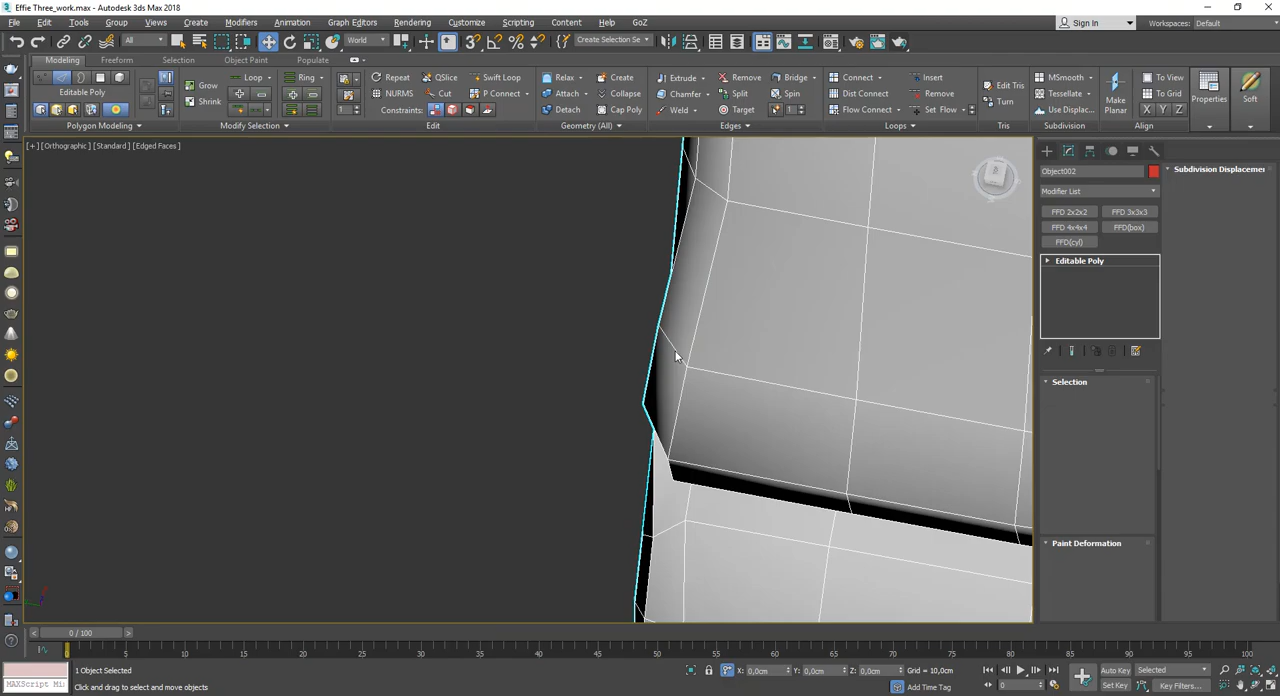 Effie Three_work.max - Autodesk 3ds Max 2018
File Edit Tools Group Views Create Modifiers Animation Graph Editors Rendering Customize Scripting Content Help GoZ
Sign In Workspaces: Default
All World Create Selection Se
Modeling Freeform Selection Object Paint Populate
Editable Poly
Polygon Modeling
Grow Loop Ring
Shrink
1
Modify Selection
Repeat QSlice Swift Loop
NURMS Cut P Connect
Constraints:
Edit
Relax Create
Attach Collapse
Detach Cap Poly
Geometry (All)
Extrude Remove Bridge
Chamfer Split Spin
Weld Target 1
Edges
Connect Insert
Dist Connect Remove
Flow Connect Set Flow
Loops
Edit Tris
Turn
Tris
MSmooth
Tessellate
Use Displac...
Subdivision
Make Planar
To View
To Grid
X Y Z
Align
Properties
Soft
[+] [Orthographic] [Standard] [Edged Faces]
Object002
Modifier List
FFD 2x2x2 FFD 3x3x3
FFD 4x4x4 FFD(box)
FFD(cyl)
Editable Poly
Selection
Paint Deformation
Subdivision Displacemen
0 / 100
0 5 10 15 20 25 30 35 40 45 50 55 60 65 70 75 80 85 90 95 100
MAXScript Mi
1 Object Selected
Click and drag to select and move objects
X: 0,0cm Y: 0,0cm Z: 0,0cm Grid = 10,0cm
Add Time Tag
0
Auto Key Selected
Set Key Key Filters...